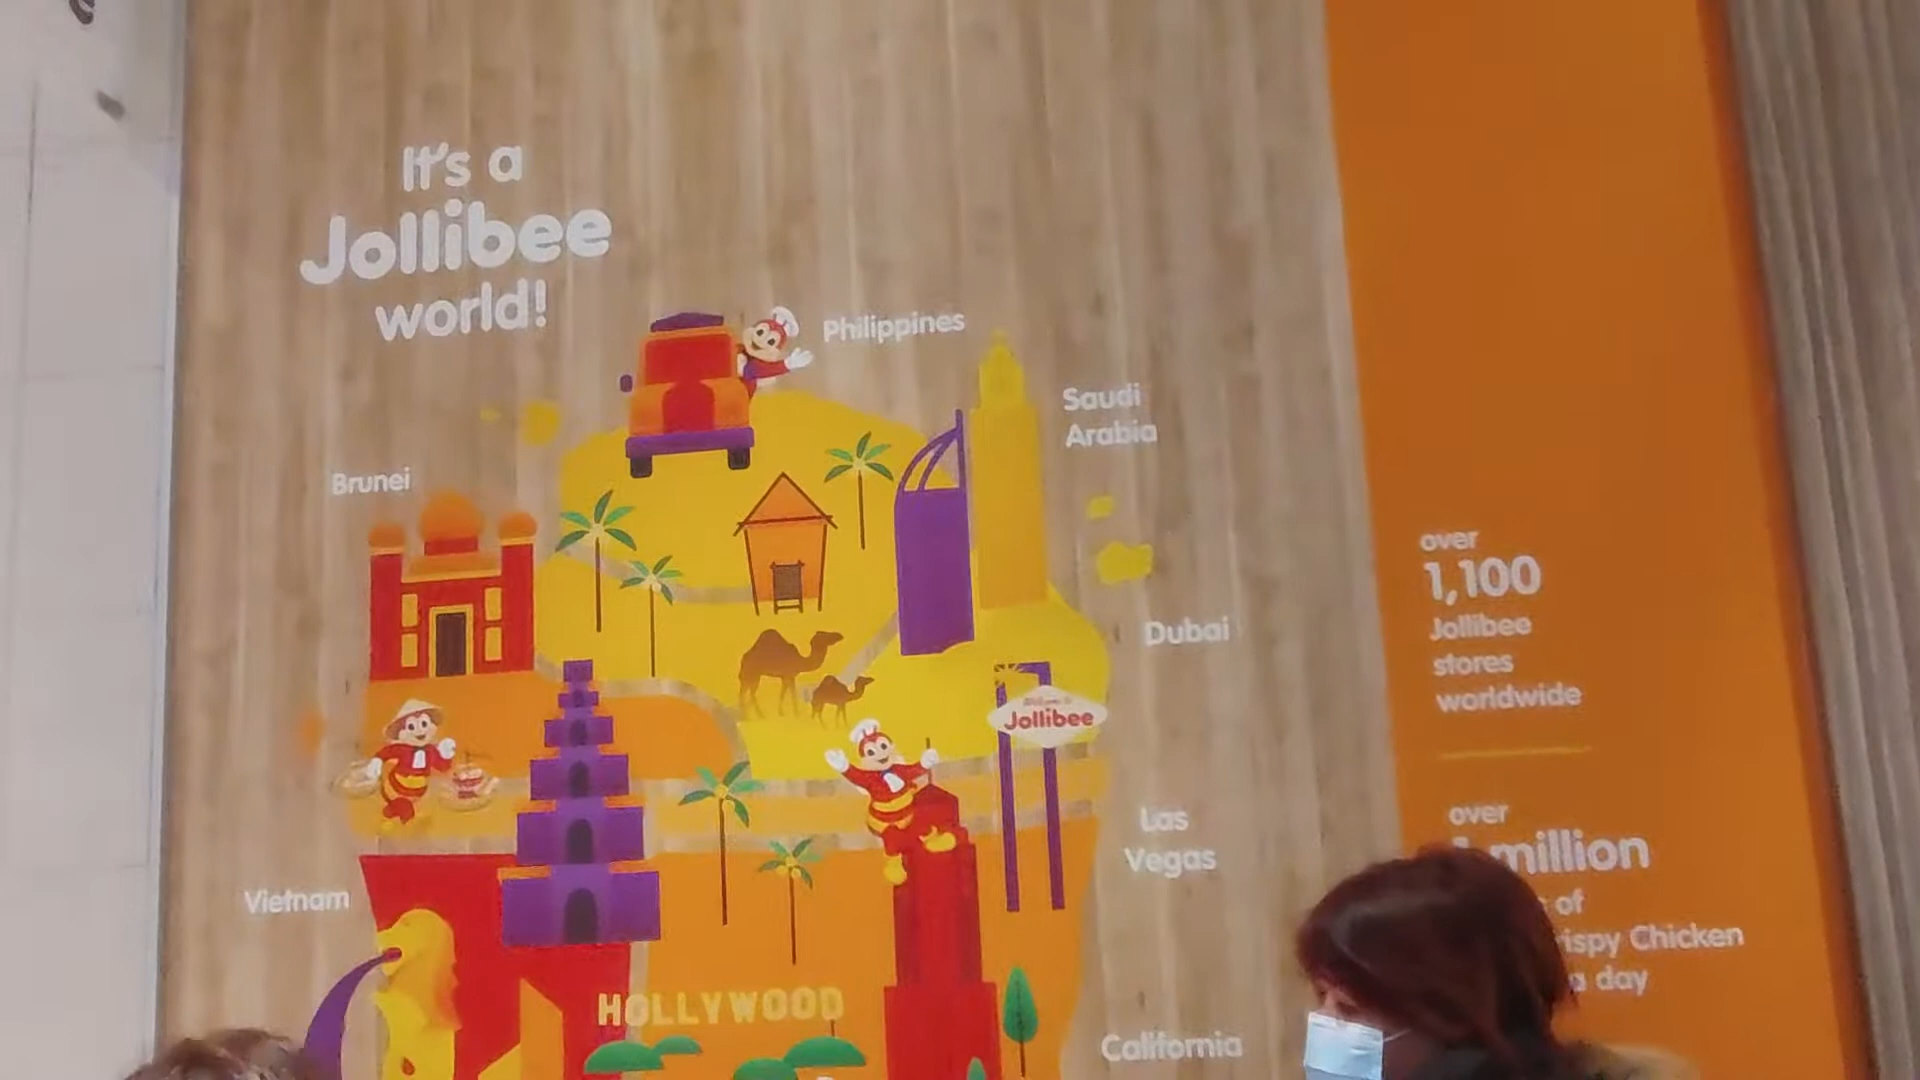 It's a
Jollibee
world!
Philippines
Saudi
Arabia
Brunei
Dubai
Jollibee
Las
Vegas
Vietnam
HOLLYWOOD
California
over
1,100
Jollibee
stores
worldwide
over
million
of
Chicken
a day